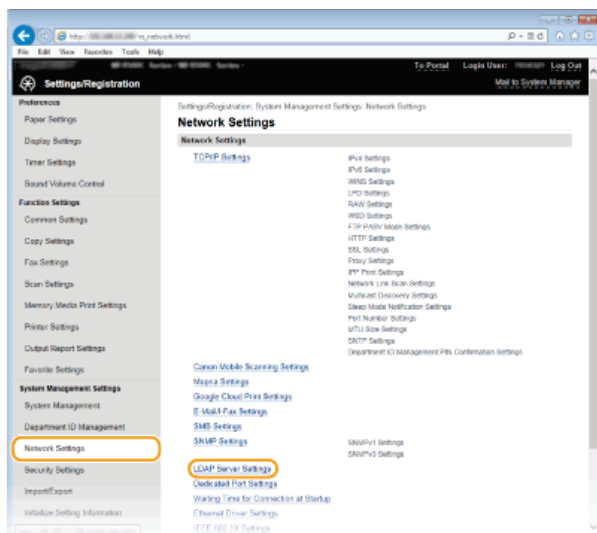 File Edit View Favorites Tools Help
To Portal Login User: Log Out
Settings/Registration
Mail to System Manager
Preferences
Paper Settings
Display Settings
Timer Settings
Sound Volume Control
Function Settings
Common Settings
Copy Settings
Fax Settings
Scan Settings
Memory Media Print Settings
Printer Settings
Output Report Settings
Favorite Settings
System Management Settings
System Management
Department ID Management
Network Settings
Security Settings
Import/Export
Initialize Setting Information
Settings/Registration: System Management Settings: Network Settings
Network Settings
Network Settings
TCP/IP Settings
IPv4 Settings
IPv6 Settings
WINS Settings
LPD Settings
RAW Settings
WSD Settings
FTP PASV Mode Settings
HTTP Settings
SSL Settings
Proxy Settings
IPP Print Settings
Network Link Scan Settings
Multicast Discovery Settings
Sleep Mode Notification Settings
Port Number Settings
MTU Size Settings
SNTP Settings
Department ID Management PIN Confirmation Settings
Canon Mobile Scanning Settings
Mopria Settings
Google Cloud Print Settings
E-Mail/I-Fax Settings
SMB Settings
SNMP Settings
SNMPv1 Settings
SNMPv3 Settings
LDAP Server Settings
Dedicated Port Settings
Waiting Time for Connection at Startup
Ethernet Driver Settings
IEEE 802.1X Settings